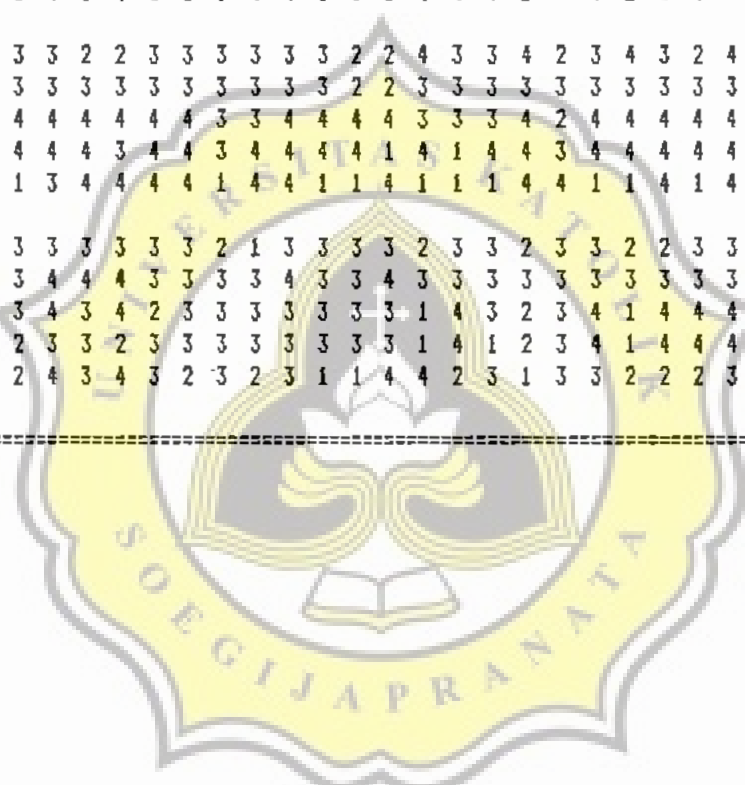 3 3 2 2 3 3 3 3 3 3 2 2 4 3 3 4 2 3 4 3 2 4
3 3 3 3 3 3 3 3 3 3 2 2 3 3 3 3 3 3 3 3 3 3
4 4 4 4 4 4 3 3 4 4 4 4 3 3 3 4 2 4 4 4 4 4
4 4 4 3 4 4 3 4 4 4 4 1 4 1 4 4 3 4 4 4 4 4
1 3 4 4 4 4 1 4 4 1 1 4 1 1 1 4 4 1 1 4 1 4
3 3 3 3 3 3 2 1 3 3 3 3 2 3 3 2 3 3 2 2 3 3
3 4 4 4 3 3 3 3 4 3 3 4 3 3 3 3 3 3 3 3 3 3
3 4 3 4 2 3 3 3 3 3 3 3 1 4 3 2 3 4 1 4 4 4
2 3 3 2 3 3 3 3 3 3 3 3 1 4 1 2 3 4 1 4 4 4
2 4 3 4 3 2 3 2 3 1 1 4 4 2 3 1 3 3 2 2 2 3
UNIVERSITAS KATOLIK
SOEGIJAPRANATA